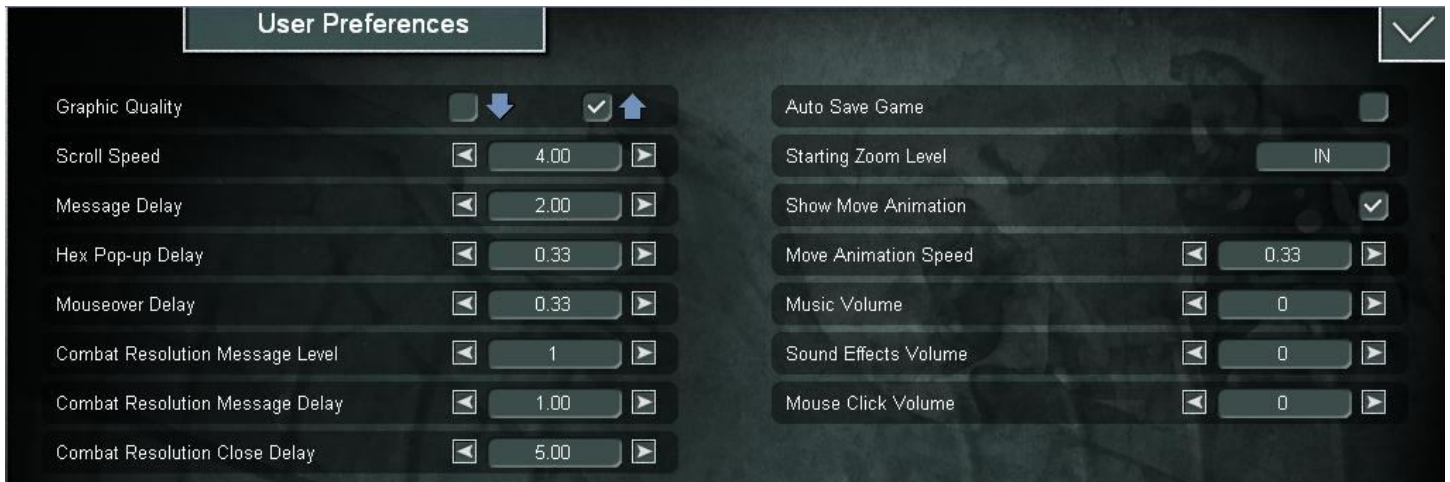 User Preferences
Graphic Quality
Scroll Speed 4.00
Message Delay 2.00
Hex Pop-up Delay 0.33
Mouseover Delay 0.33
Combat Resolution Message Level 1
Combat Resolution Message Delay 1.00
Combat Resolution Close Delay 5.00
Auto Save Game
Starting Zoom Level IN
Show Move Animation
Move Animation Speed 0.33
Music Volume 0
Sound Effects Volume 0
Mouse Click Volume 0